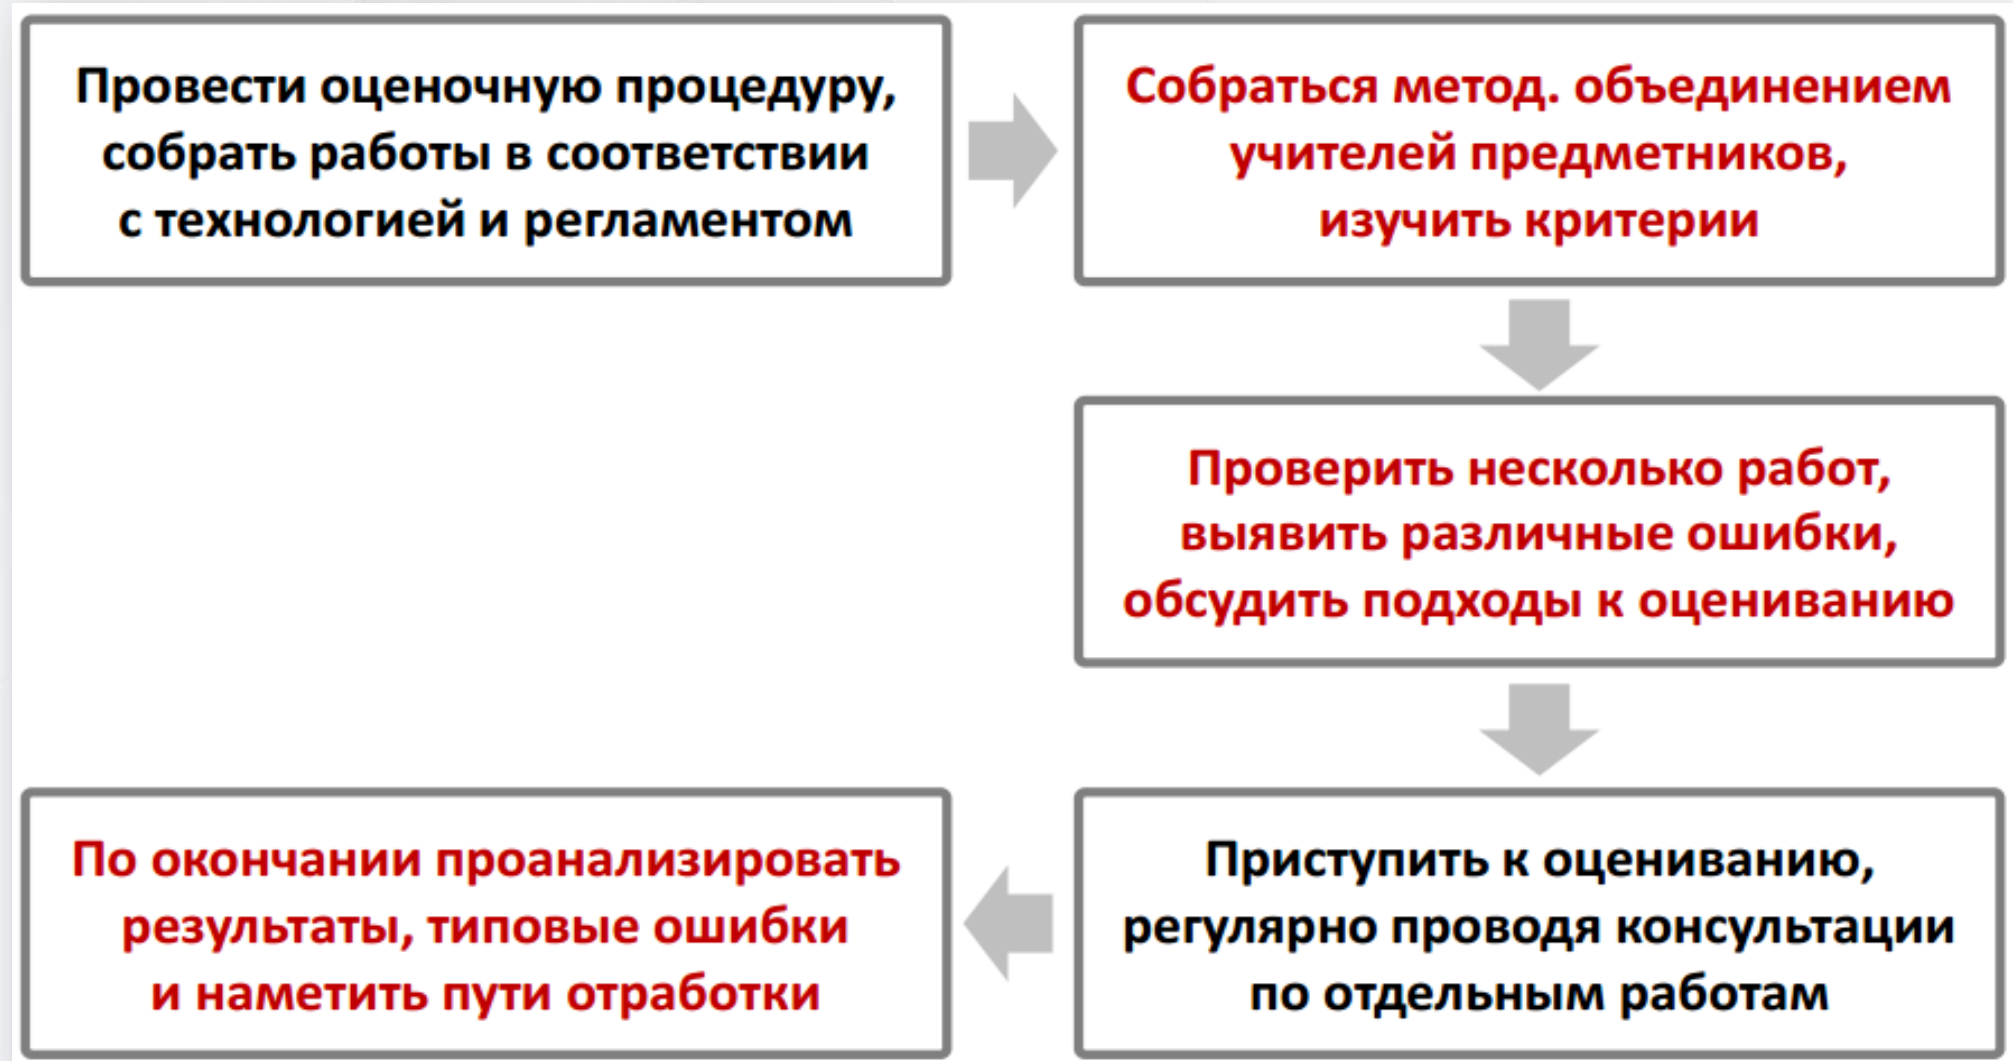 Провести оценочную процедуру,
собрать работы в соответствии
с технологией и регламентом
Собраться метод. объединением
учителей предметников,
изучить критерии
Проверить несколько работ,
выявить различные ошибки,
обсудить подходы к оцениванию
Приступить к оцениванию,
регулярно проводя консультации
по отдельным работам
По окончании проанализировать
результаты, типовые ошибки
и наметить пути отработки